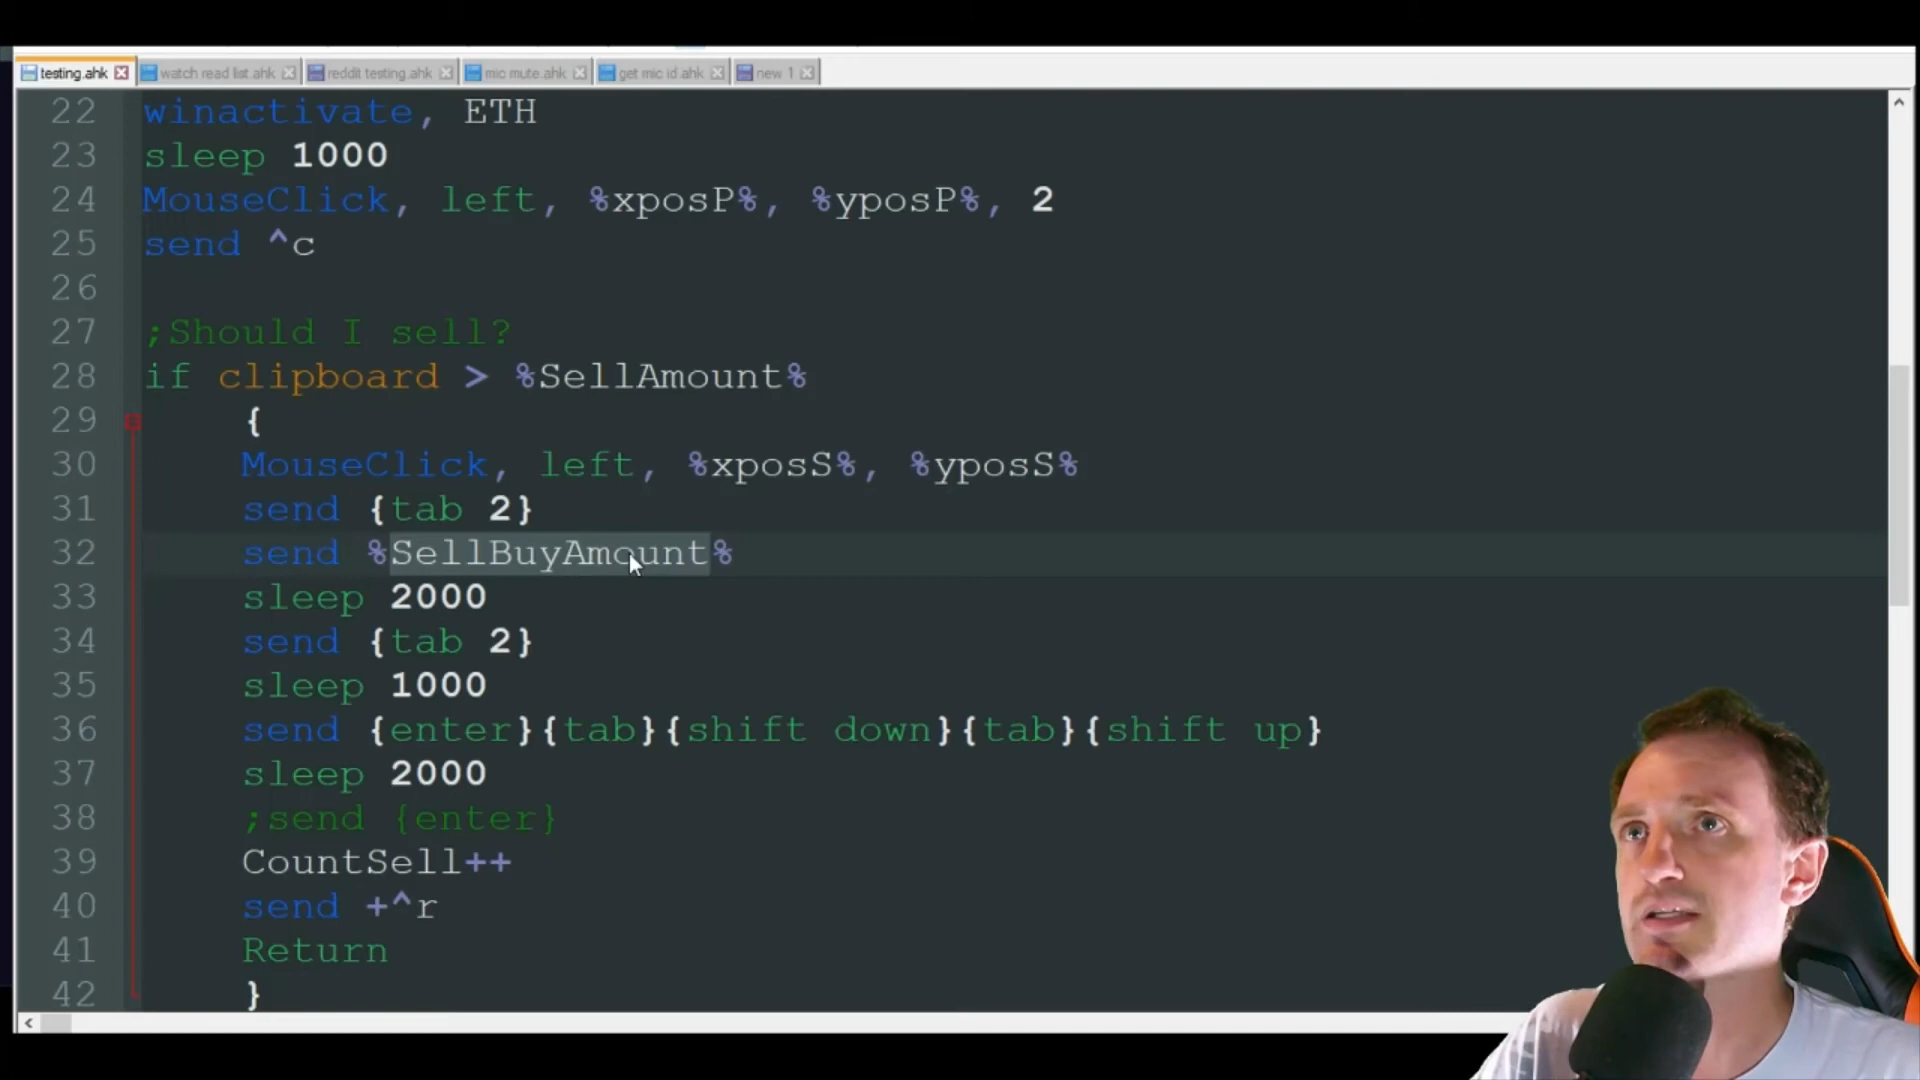 testing.ahk watch read list.ahk reddit testing.ahk mic mute.ahk get mic id.ahk new 1
22 winactivate, ETH
23 sleep 1000
24 MouseClick, left, %xposP%, %yposP%, 2
25 send ^c
26
27 ;Should I sell?
28 if clipboard > %SellAmount%
29 {
30 MouseClick, left, %xposS%, %yposS%
31 send {tab 2}
32 send %SellBuyAmount%
33 sleep 2000
34 send {tab 2}
35 sleep 1000
36 send {enter}{tab}{shift down}{tab}{shift up}
37 sleep 2000
38 ;send {enter}
39 CountSell++
40 send +^r
41 Return
42 }